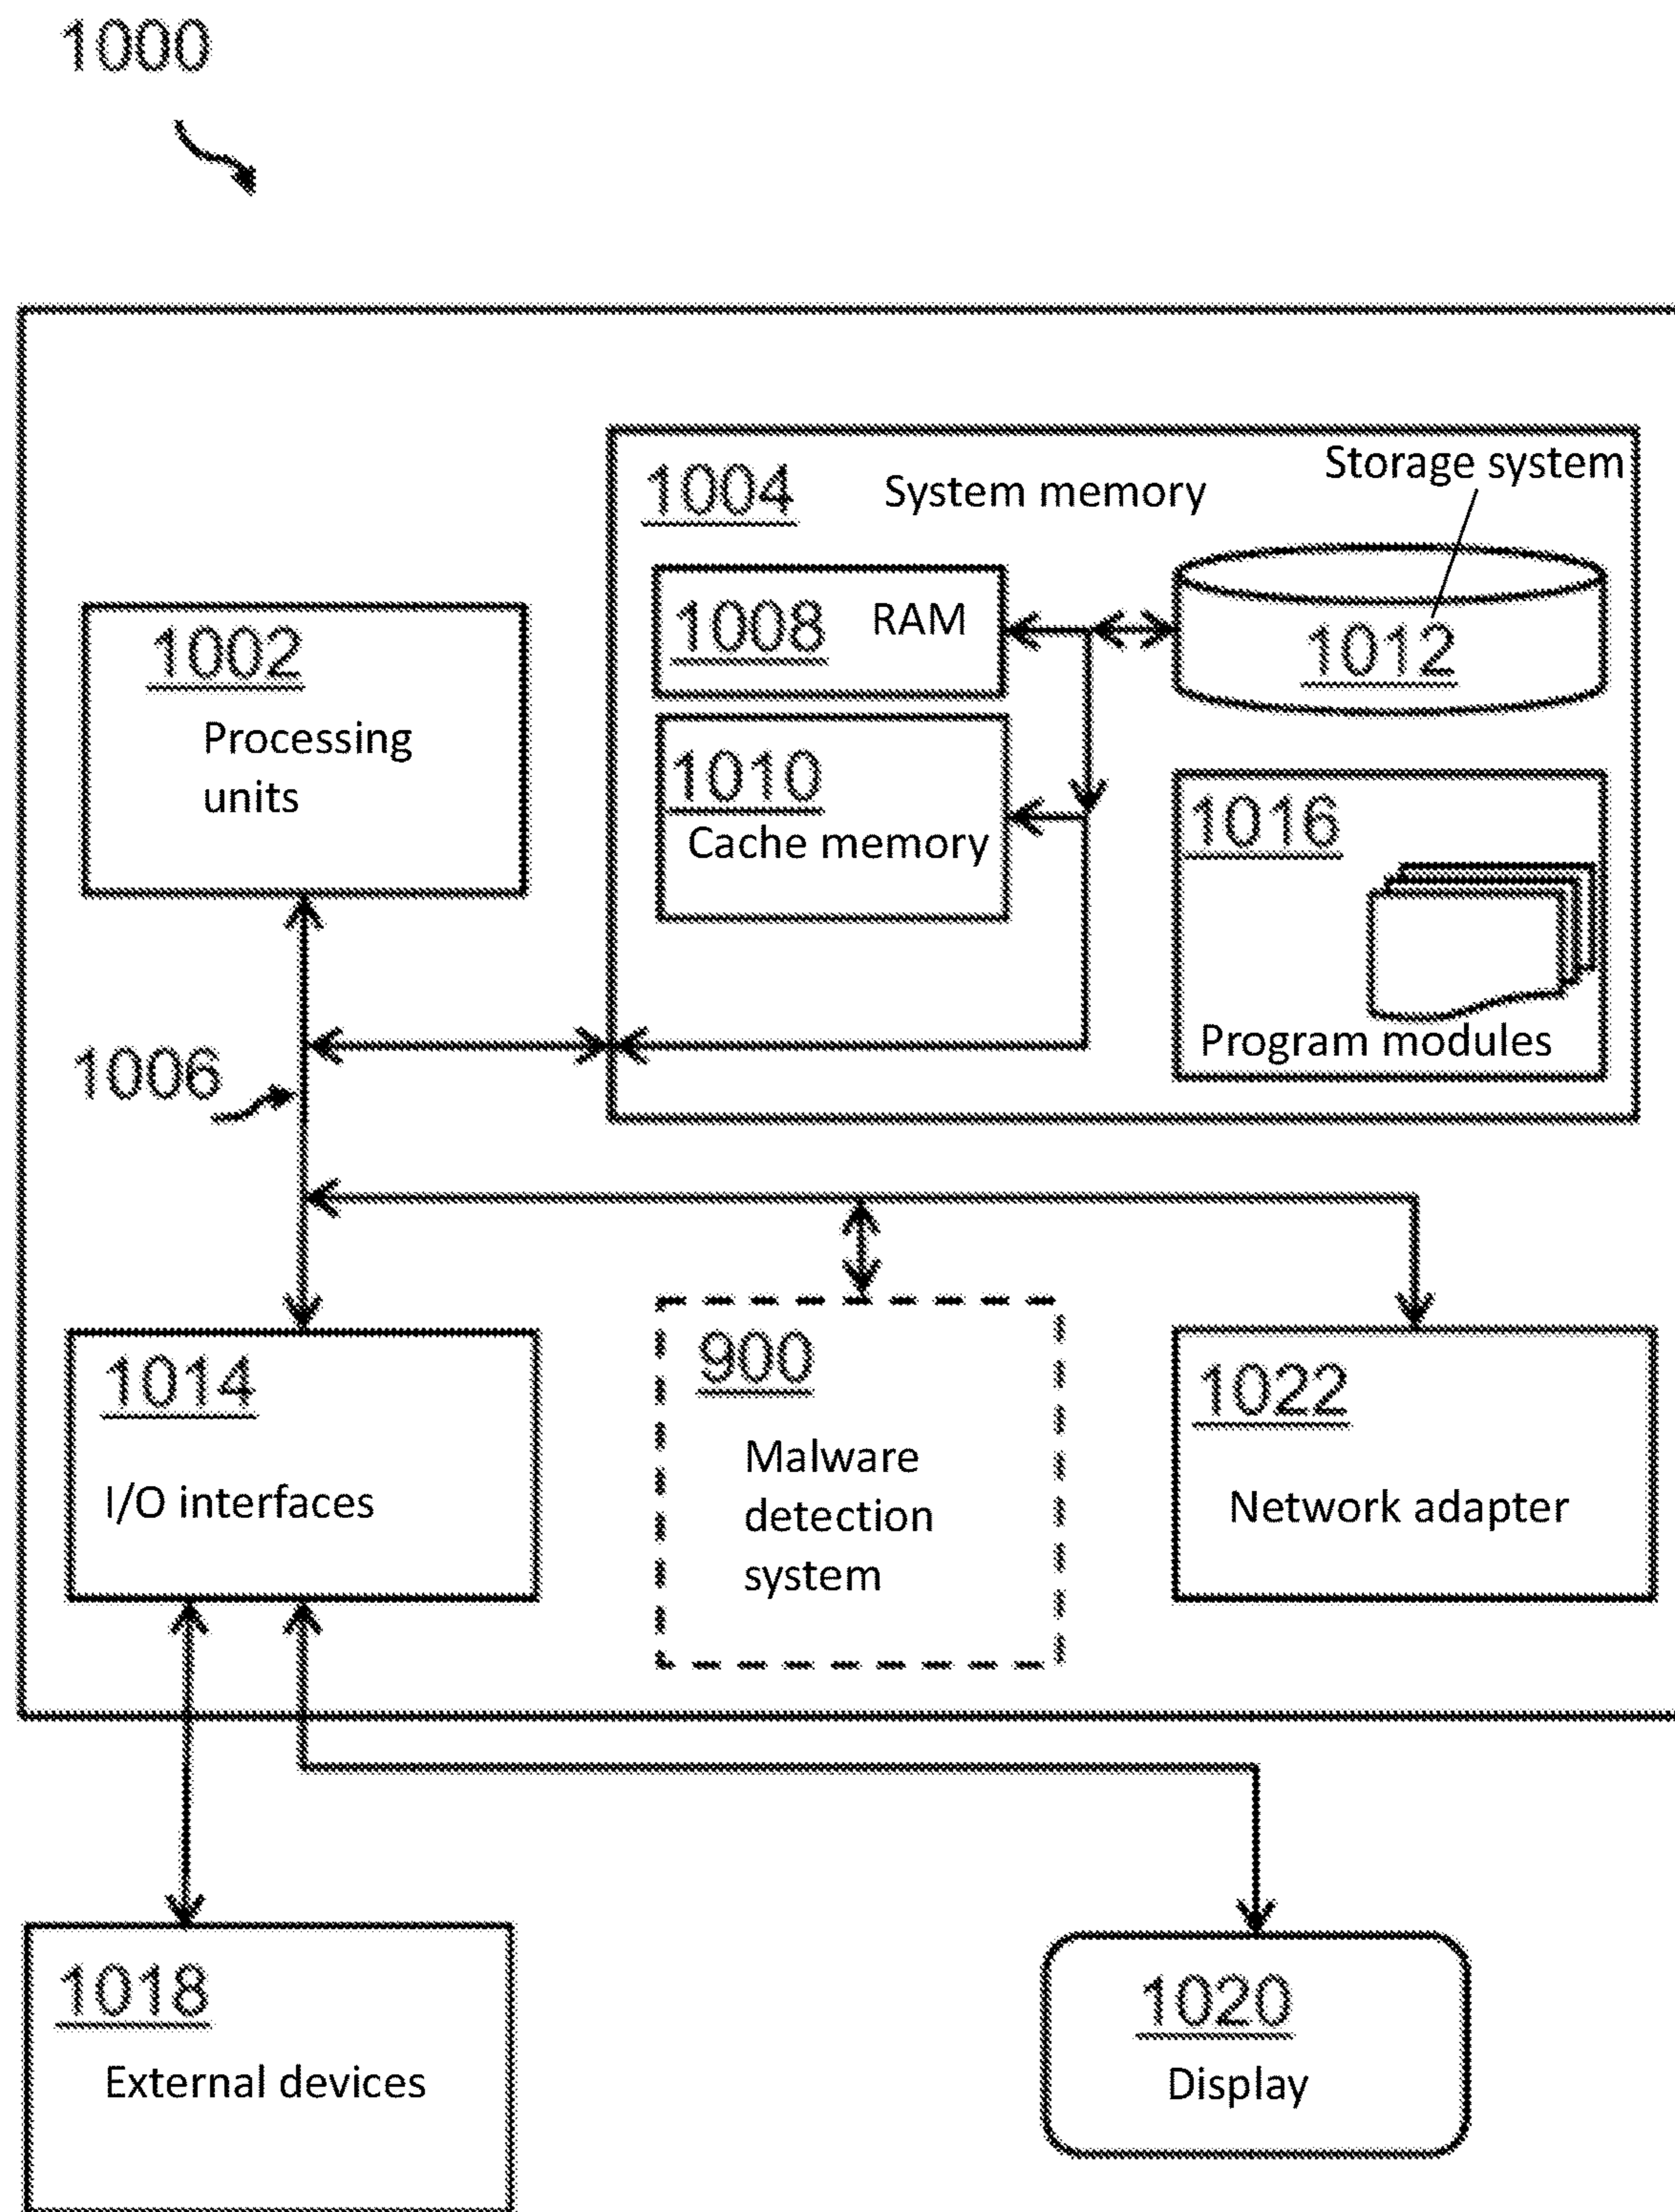 1000
Storage system
1004 System memory
1008 RAM
1012
1002
Processing
units
1010
Cache memory
1016
Program modules
1006
900
Malware
detection
system
1014
I/O interfaces
1022
Network adapter
1018
External devices
1020
Display